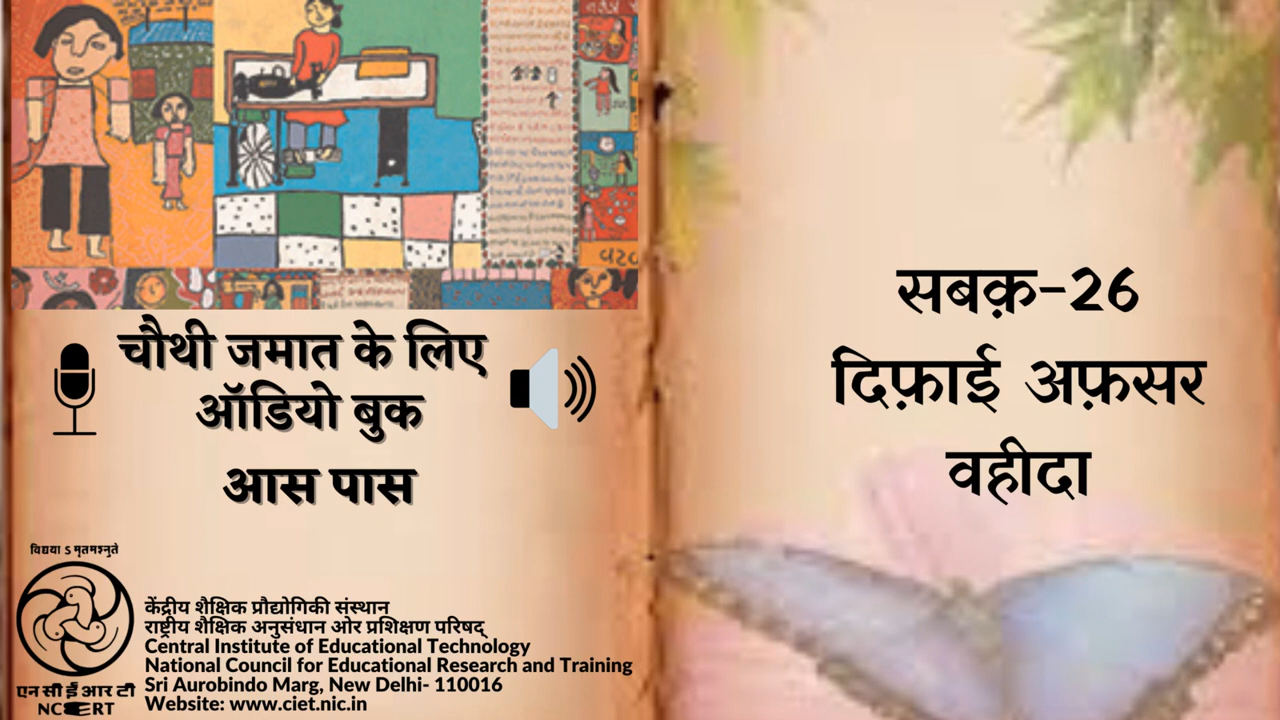 चौथी जमात के लिए
ऑडियो बुक
आस पास
विद्यया ऽ मृतमश्नुते
एन सी ई आर टी
NCERT
केंद्रीय शैक्षिक प्रौद्योगिकी संस्थान
राष्ट्रीय शैक्षिक अनुसंधान ओर प्रशिक्षण परिषद्
Central Institute of Educational Technology
National Council for Educational Research and Training
Sri Aurobindo Marg, New Delhi- 110016
Website: www.ciet.nic.in
सबक़-26
दिफ़ाई अफ़सर
वहीदा